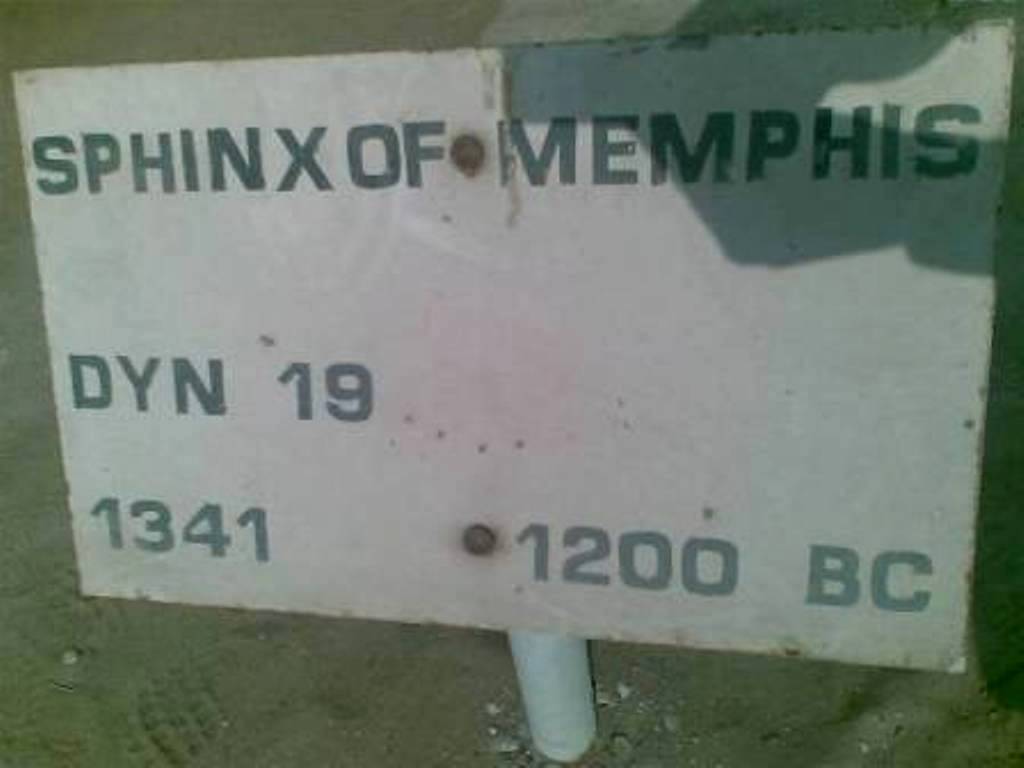 SPHINX OF MEMPHIS
DYN 19
1341 1200 BC